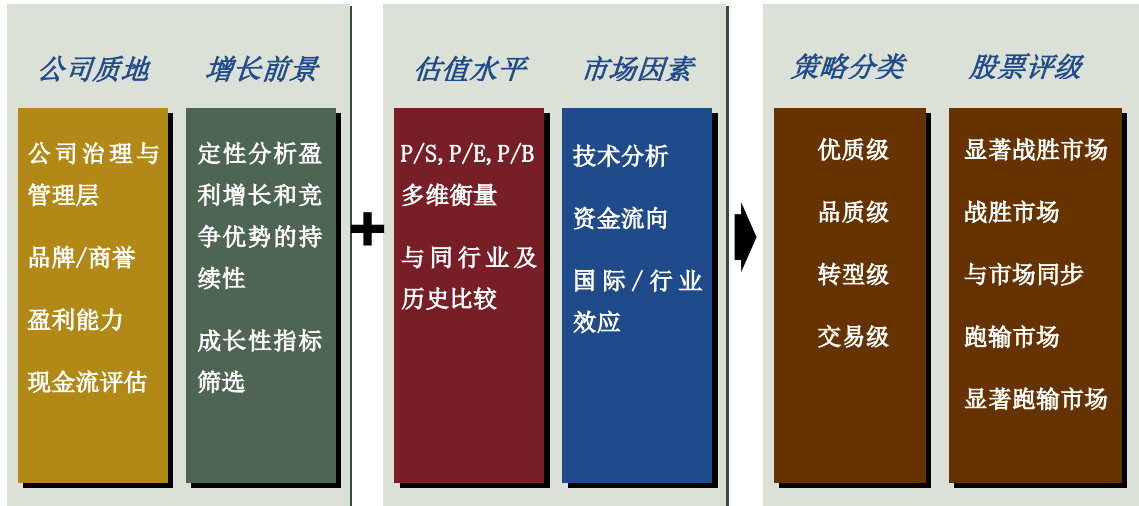 公司质地
公司治理与
管理层
品牌/商誉
盈利能力
现金流评估
增长前景
定性分析盈
利增长和竞
争优势的持
续性
成长性指标
筛选
+
估值水平
P/S,P/E,P/B
多维衡量
与同行业及
历史比较
市场因素
技术分析
资金流向
国际/行业
效应
策略分类
优质级
品质级
转型级
交易级
股票评级
显著战胜市场
战胜市场
与市场同步
跑输市场
显著跑输市场